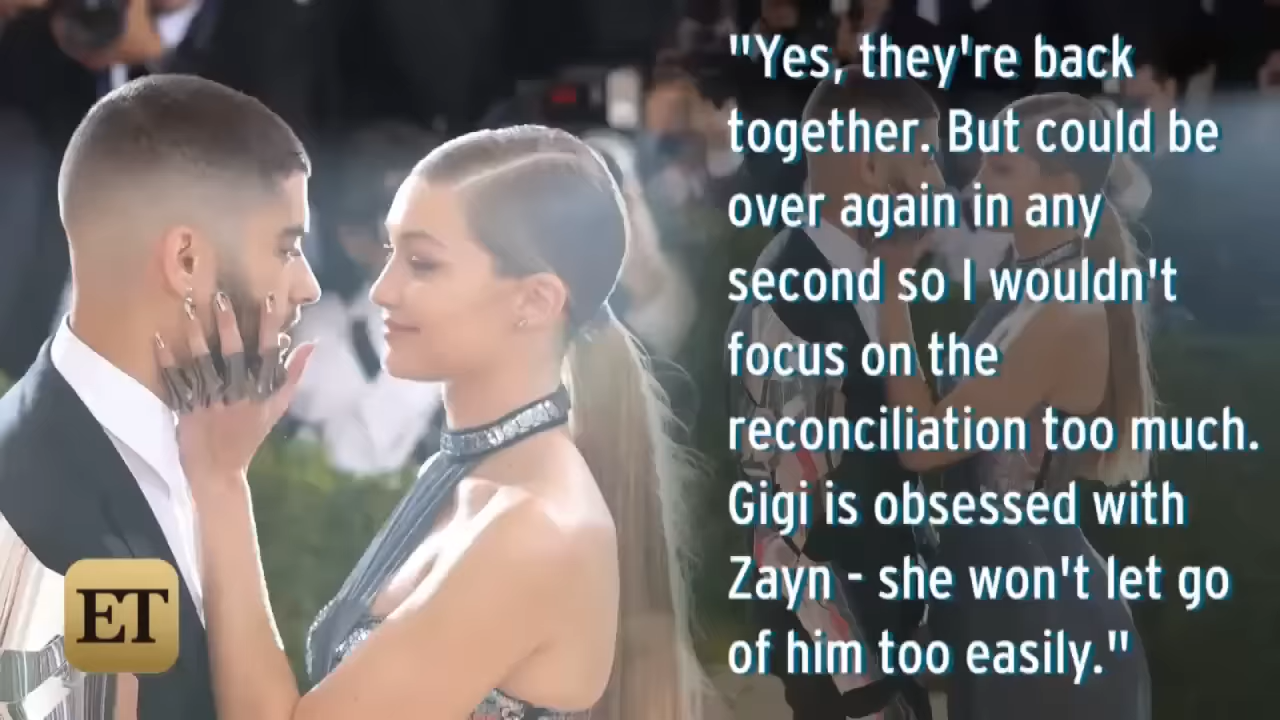 "Yes, they're back
together. But could be
over again in any
second so I wouldn't
focus on the
reconciliation too much.
Gigi is obsessed with
Zayn - she won't let go
of him too easily."
ET